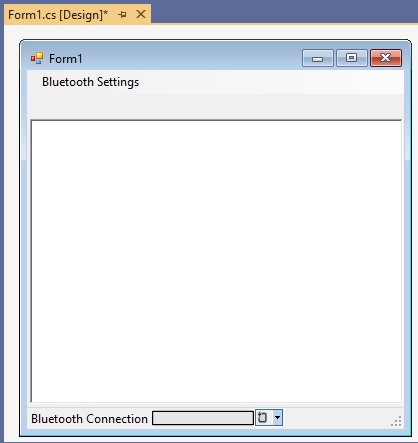 Form1.cs [Design]*
Form1
Bluetooth Settings
Bluetooth Connection